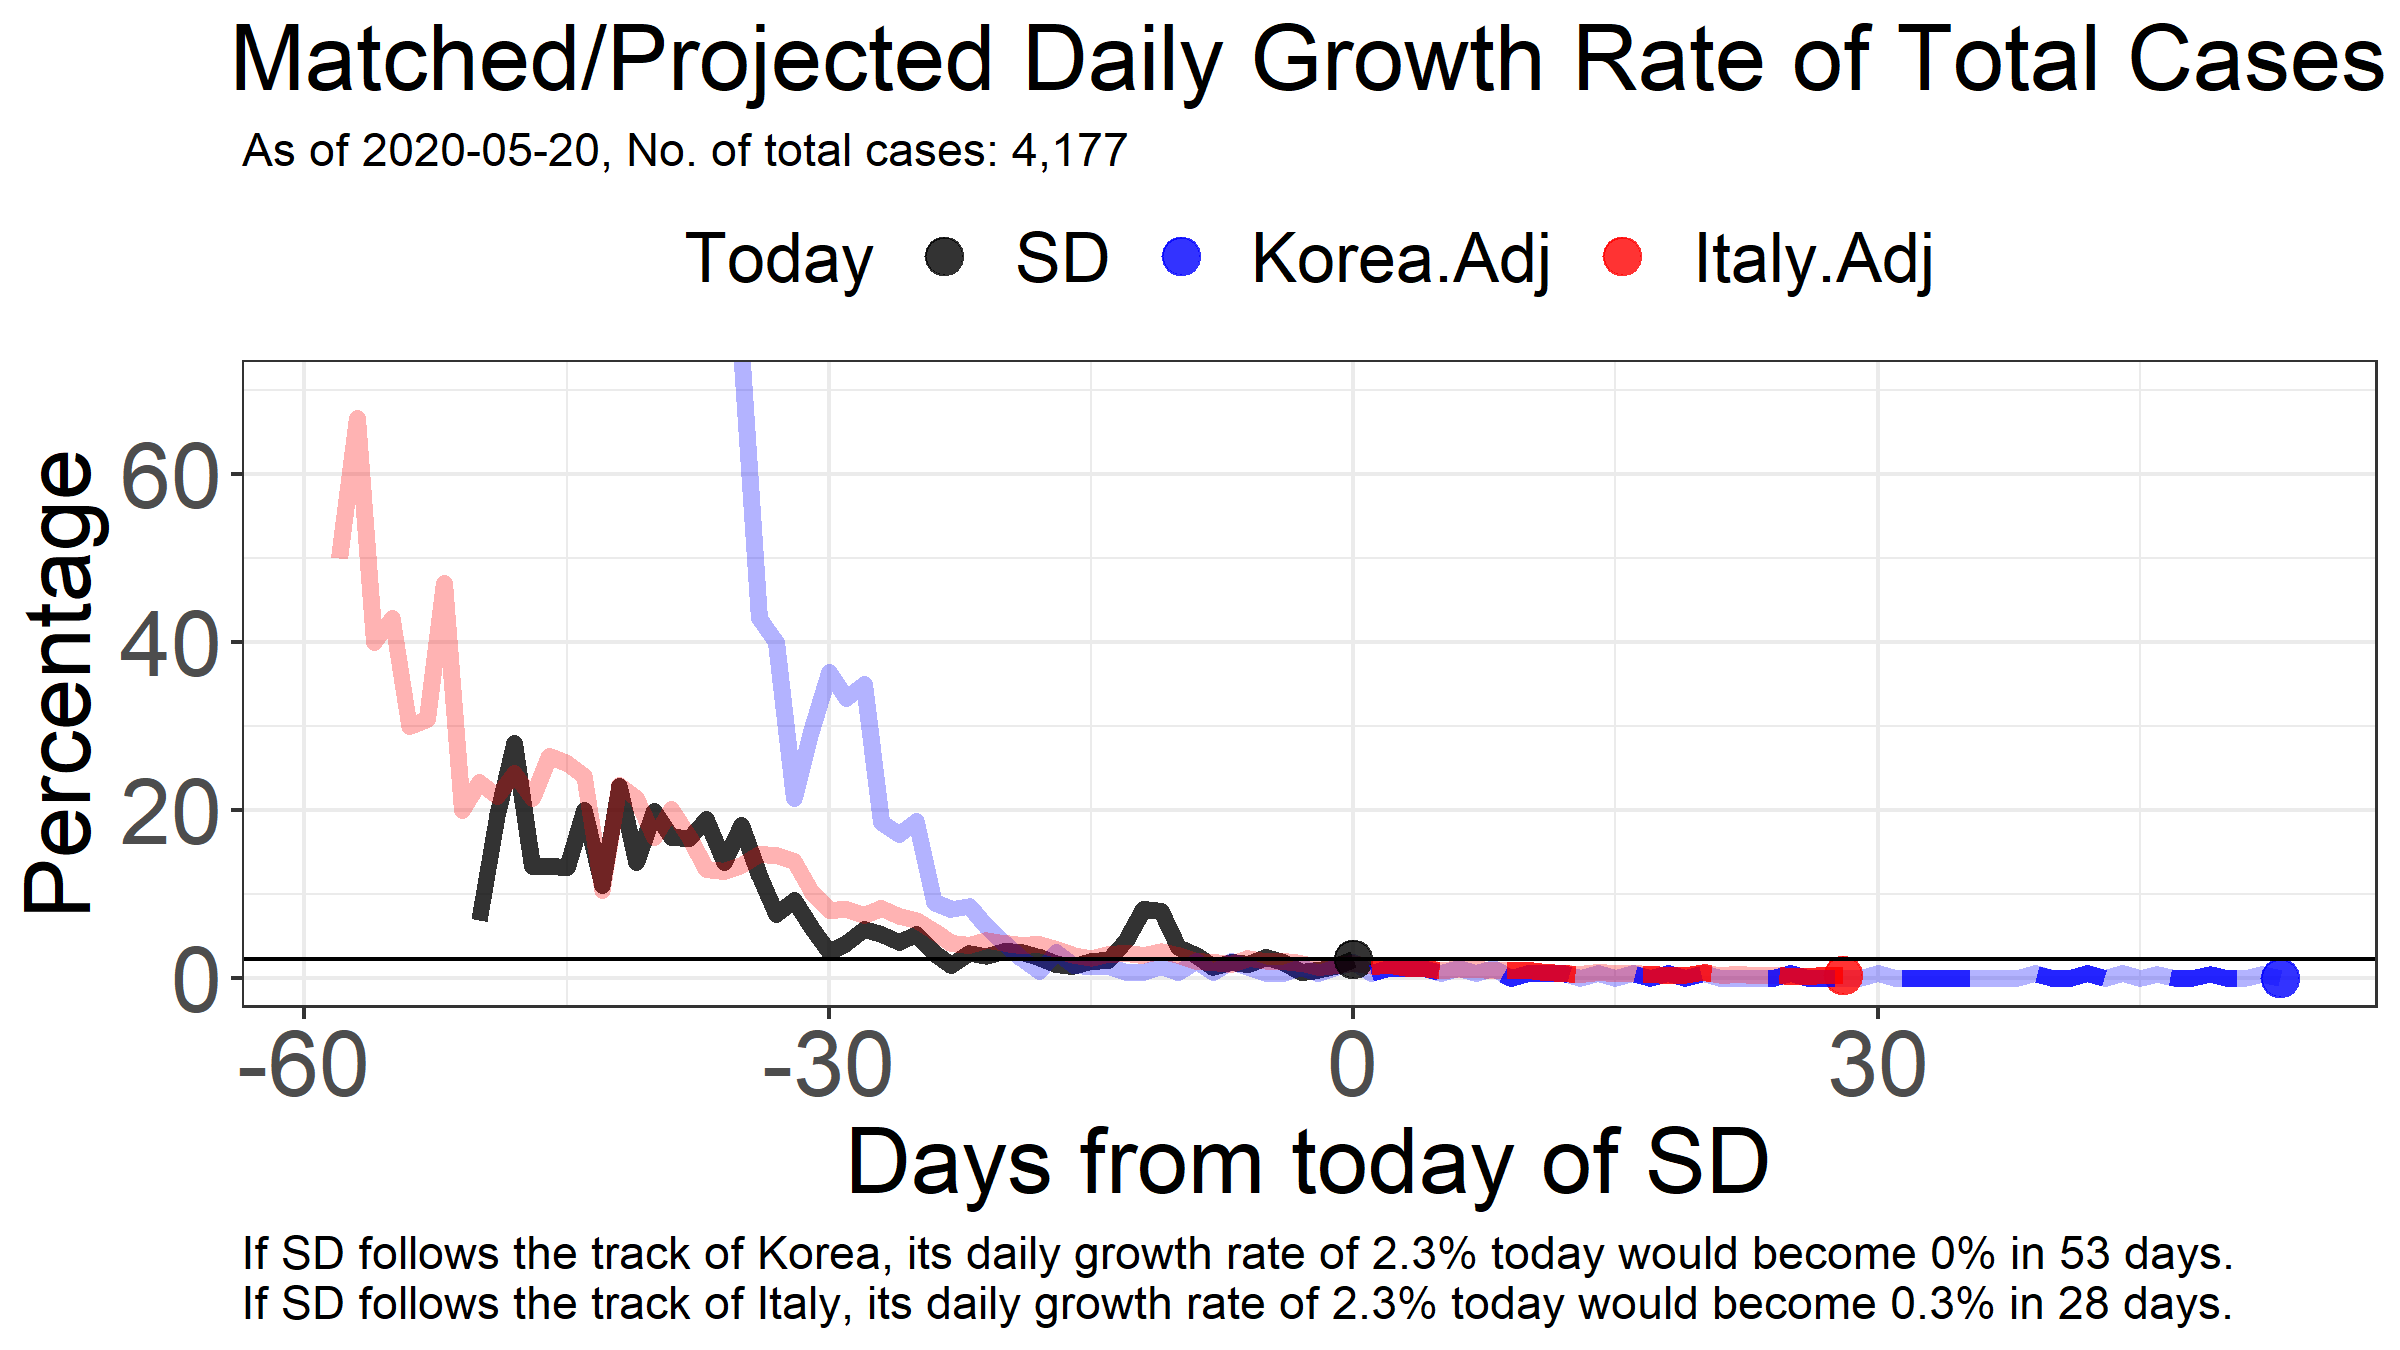 Matched/Projected Daily Growth Rate of Total Cases
As of 2020-05-20, No. of total cases: 4,177
Today SD Korea.Adj Italy.Adj
Percentage
60
40
20
0
-60 -30 0 30
Days from today of SD
If SD follows the track of Korea, its daily growth rate of 2.3% today would become 0% in 53 days.
If SD follows the track of Italy, its daily growth rate of 2.3% today would become 0.3% in 28 days.